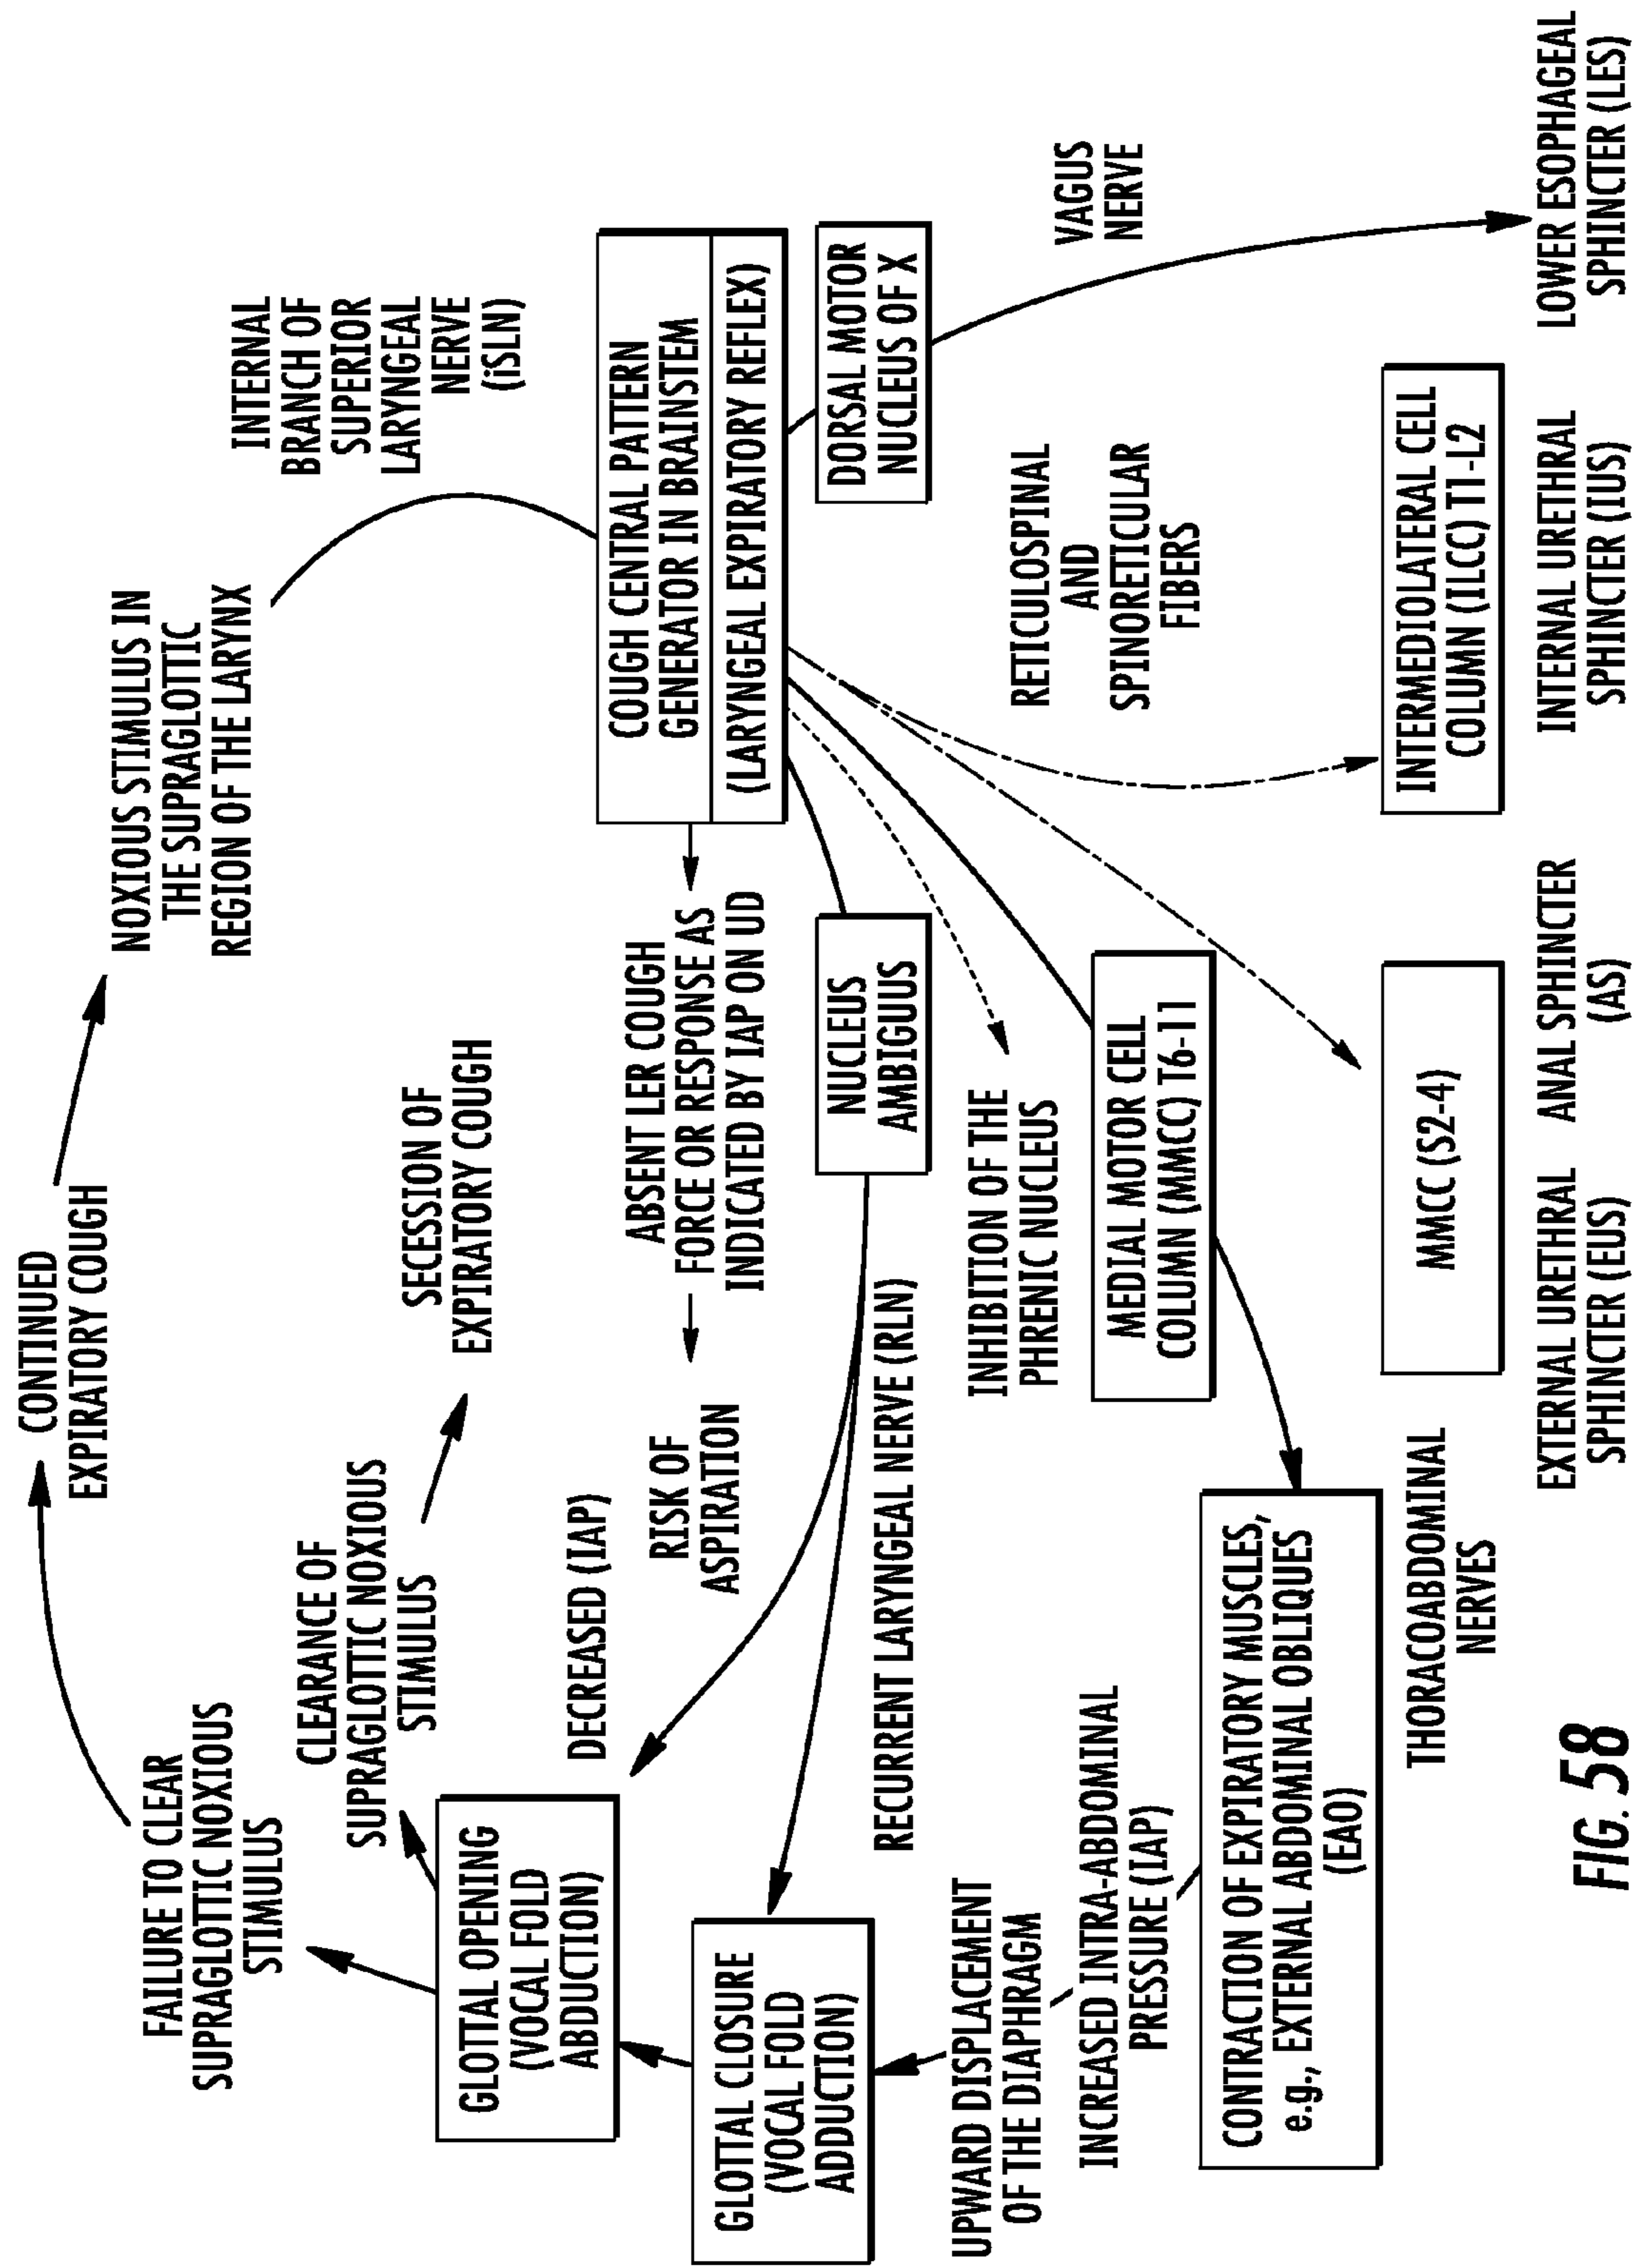 CONTINUED
EXPIRATORY COUGH
NOXIOUS STIMULUS IN
THE SUPRAGLOTTIC
REGION OF THE LARYNX
INTERNAL
BRANCH OF
SUPERIOR
LARYNGEAL
NERVE
(iSLN)
FAILURE TO CLEAR
SUPRAGLOTTIC NOXIOUS
STIMULUS
CLEARANCE OF
SUPRAGLOTTIC NOXIOUS
STIMULUS
SECESSION OF
EXPIRATORY COUGH
GLOTTAL OPENING
(VOCAL FOLD
ABDUCTION)
DECREASED (IAP)
RISK OF
ASPIRATION
ABSENT LER COUGH
FORCE OR RESPONSE AS
INDICATED BY IAP ON UD
COUGH CENTRAL PATTERN
GENERATOR IN BRAINSTEM
(LARYNGEAL EXPIRATORY REFLEX)
GLOTTAL CLOSURE
(VOCAL FOLD
ADDUCTION)
RECURRENT LARYNGEAL NERVE (RLN)
NUCLEUS
AMBIGUUS
DORSAL MOTOR
NUCLEUS OF X
UPWARD DISPLACEMENT
OF THE DIAPHRAGM
INHIBITION OF THE
PHRENIC NUCLEUS
RETICULOSPINAL
AND
SPINORETICULAR
FIBERS
VAGUS
NERVE
INCREASED INTRA-ABDOMINAL
PRESSURE (IAP)
MEDIAL MOTOR CELL
COLUMN (MMCC) T6-11
CONTRACTION OF EXPIRATORY MUSCLES,
e.g., EXTERNAL ABDOMINAL OBLIQUES
(EAO)
THORACOABDOMINAL
NERVES
MMCC (S2-4)
INTERMEDIOLATERAL CELL
COLUMN (ILCC) T1-L2
EXTERNAL URETHRAL
SPHINCTER (EUS)
ANAL SPHINCTER
(AS)
INTERNAL URETHRAL
SPHINCTER (IUS)
LOWER ESOPHAGEAL
SPHINCTER (LES)
FIG. 58